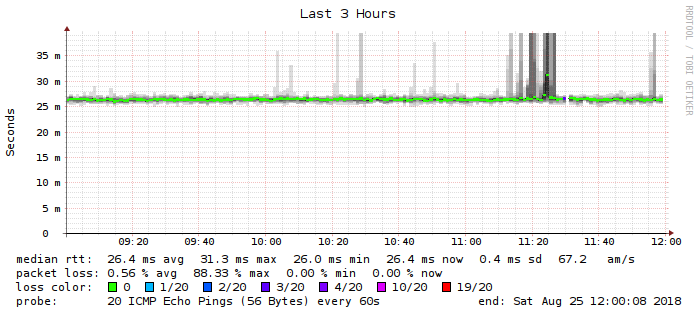 Last 3 Hours
RRDTOOL / TOBI OETIKER
Seconds
35 m
30 m
25 m
20 m
15 m
10 m
5 m
0
09:20 09:40 10:00 10:20 10:40 11:00 11:20 11:40 12:00
median rtt: 26.4 ms avg 31.3 ms max 26.0 ms min 26.4 ms now 0.4 ms sd 67.2 am/s
packet loss: 0.56 % avg 88.33 % max 0.00 % min 0.00 % now
loss color: 0 1/20 2/20 3/20 4/20 10/20 19/20
probe: 20 ICMP Echo Pings (56 Bytes) every 60s end: Sat Aug 25 12:00:08 2018